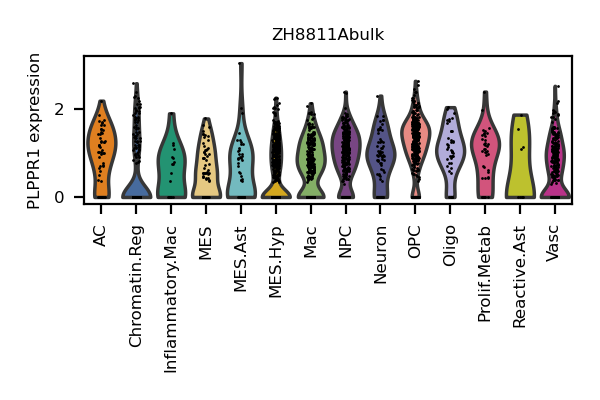 ZH8811Abulk
PLPPR1 expression
2
0
AC
Chromatin.Reg
Inflammatory.Mac
MES
MES.Ast
MES.Hyp
Mac
NPC
Neuron
OPC
Oligo
Prolif.Metab
Reactive.Ast
Vasc